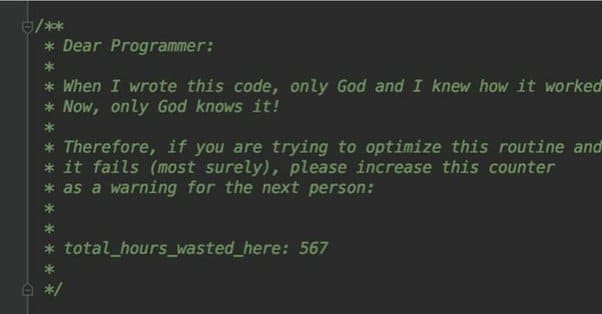 /**
* Dear Programmer:
*
* When I wrote this code, only God and I knew how it worked
* Now, only God knows it!
*
* Therefore, if you are trying to optimize this routine and
* it fails (most surely), please increase this counter
* as a warning for the next person:
*
*
* total_hours_wasted_here: 567
*
*/